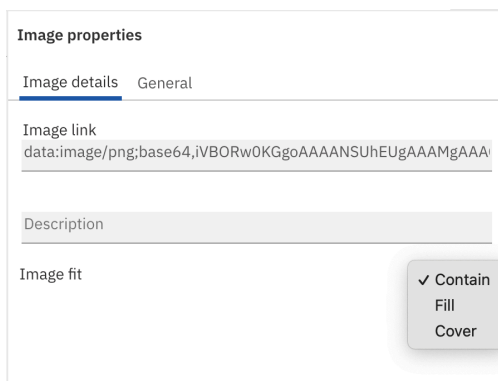 Image properties
Image details General
Image link
data:image/png;base64,iVBORw0KGgoAAAANSUhEUgAAAMgAAA
Description
Image fit
✓ Contain
Fill
Cover